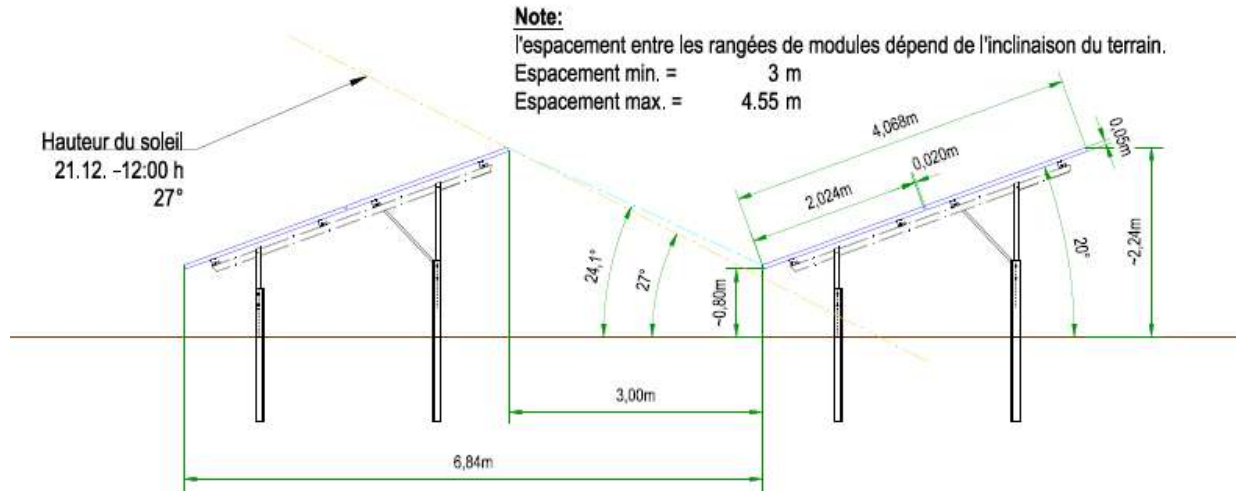 Note:
l'espacement entre les rangées de modules dépend de l'inclinaison du terrain.
Espacement min. = 3 m
Espacement max. = 4.55 m
Hauteur du soleil
21.12. -12:00 h
27°
4,068m
0,05m
0,020m
2,024m
24,1°
27°
~0,80m
20°
~2,24m
3,00m
6,84m